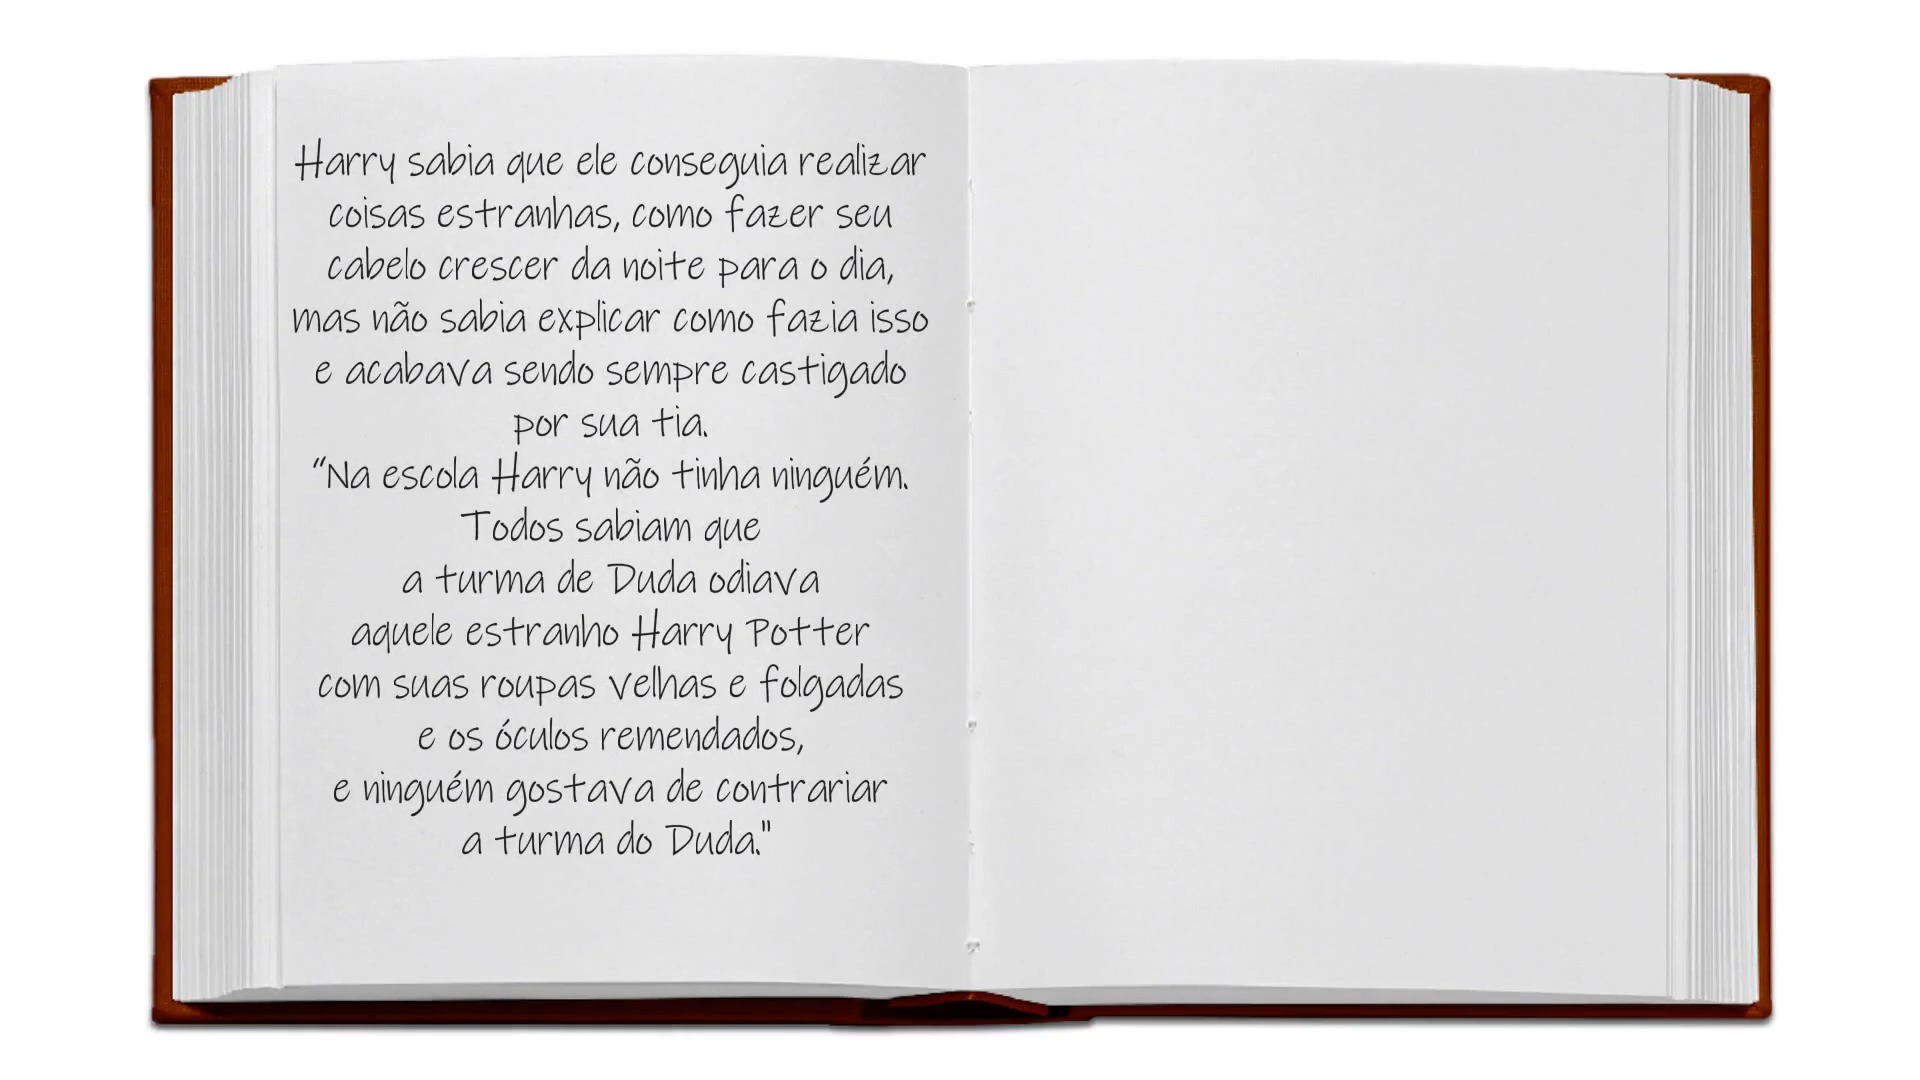 Harry sabia que ele conseguia realizar
coisas estranhas, como fazer seu
cabelo crescer da noite para o dia,
mas não sabia explicar como fazia isso
e acabava sendo sempre castigado
por sua tia.
“Na escola Harry não tinha ninguém.
Todos sabiam que
a turma de Duda odiava
aquele estranho Harry Potter
com suas roupas velhas e folgadas
e os óculos remendados,
e ninguém gostava de contrariar
a turma do Duda."